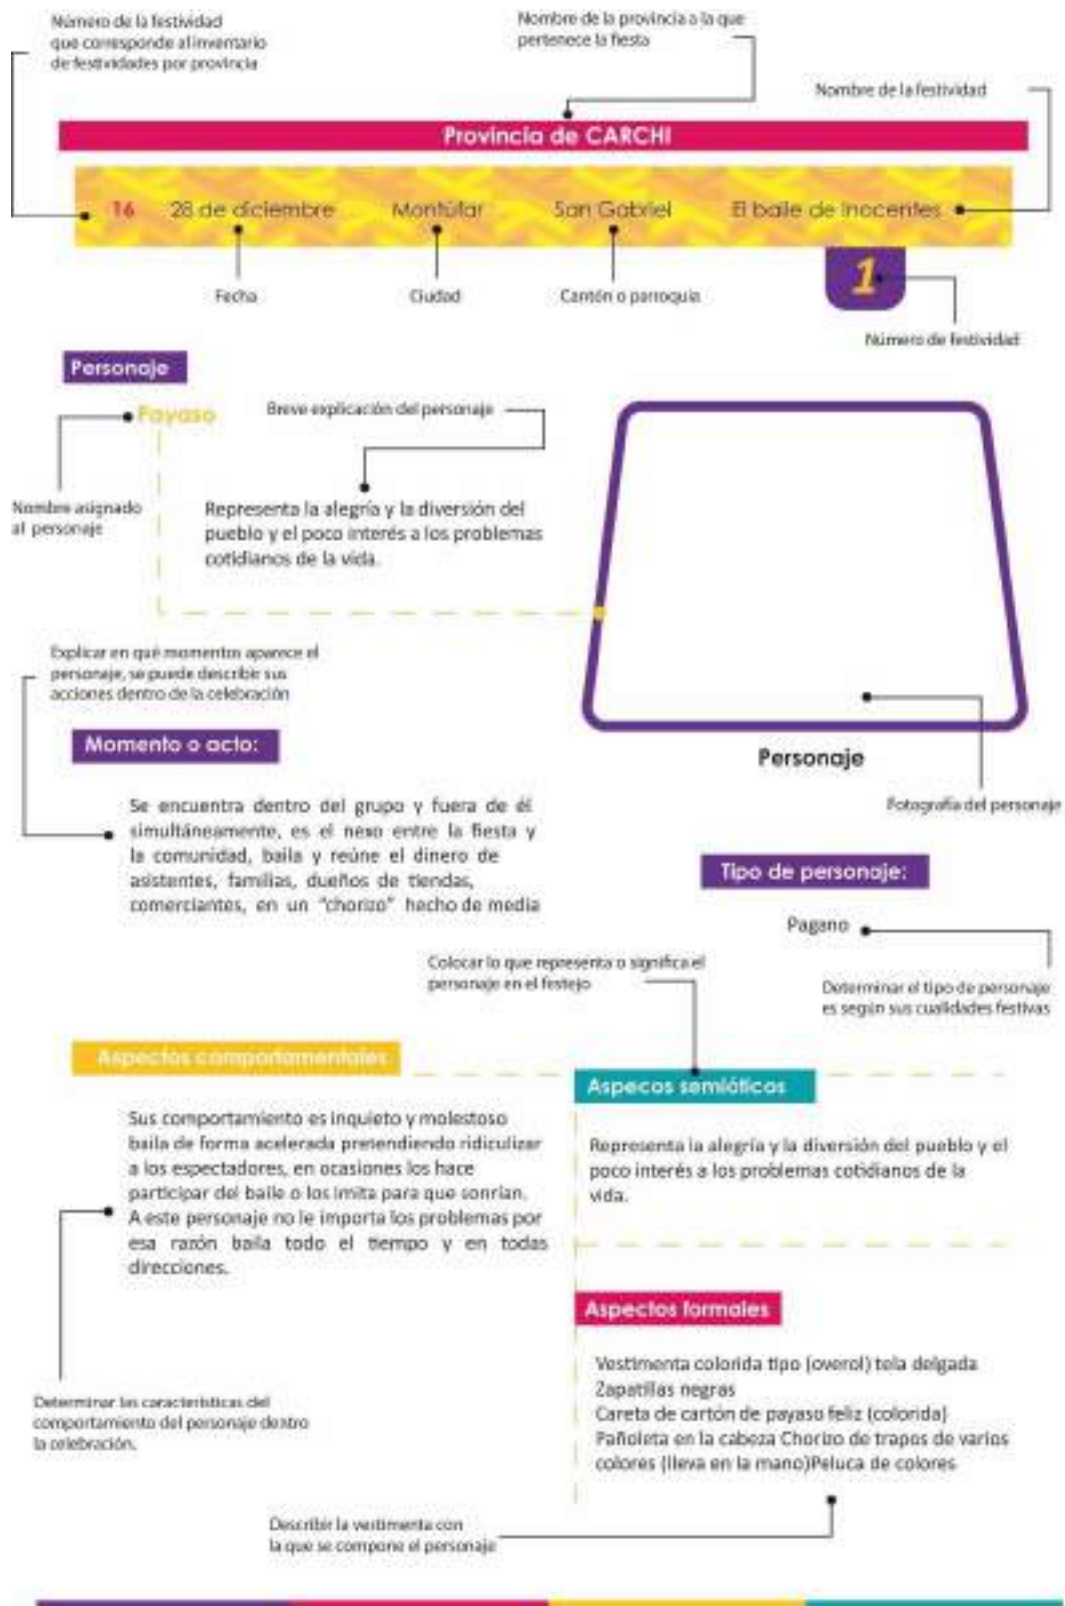 Número de la festividad
que corresponde al inventario
de festividades por provincia
Nombre de la provincia a la que
pertenece la fiesta
Nombre de la festividad
Provincia de CARCHI
16 28 de diciembre Montúfar San Gabriel El baile de Inocentes
1
Fecha
Ciudad
Cantón o parroquia
Número de festividad
Personaje
Payaso
Breve explicación del personaje
Nombre asignado
al personaje
Representa la alegría y la diversión del
pueblo y el poco interés a los problemas
cotidianos de la vida.
Explicar en qué momentos aparece el
personaje, se puede describir sus
acciones dentro de la celebración
Momento o acto:
Personaje
Fotografía del personaje
Se encuentra dentro del grupo y fuera de él
simultáneamente, es el nexo entre la fiesta y
la comunidad, baila y reúne el dinero de
asistentes, familias, dueños de tiendas,
comerciantes, en un "chorizo" hecho de media
Tipo de personaje:
Pagano
Determinar el tipo de personaje
es según sus cualidades festivas
Colocar lo que representa o significa el
personaje en el festejo
Aspectos comportamentales
Sus comportamiento es inquieto y molestoso
baila de forma acelerada pretendiendo ridiculizar
a los espectadores, en ocasiones los hace
participar del baile o los imita para que sonrían.
A este personaje no le importa los problemas por
esa razón baila todo el tiempo y en todas
direcciones.
Aspecos semióticos
Representa la alegría y la diversión del pueblo y el
poco interés a los problemas cotidianos de la
vida.
Aspectos formales
Vestimenta colorida tipo (overol) tela delgada
Zapatillas negras
Careta de cartón de payaso feliz (colorida)
Pañoleta en la cabeza Chorizo de trapos de varios
colores (lleva en la mano)Peluca de colores
Determinar las características del
comportamiento del personaje dentro
la celebración.
Describir la vestimenta con
la que se compone el personaje